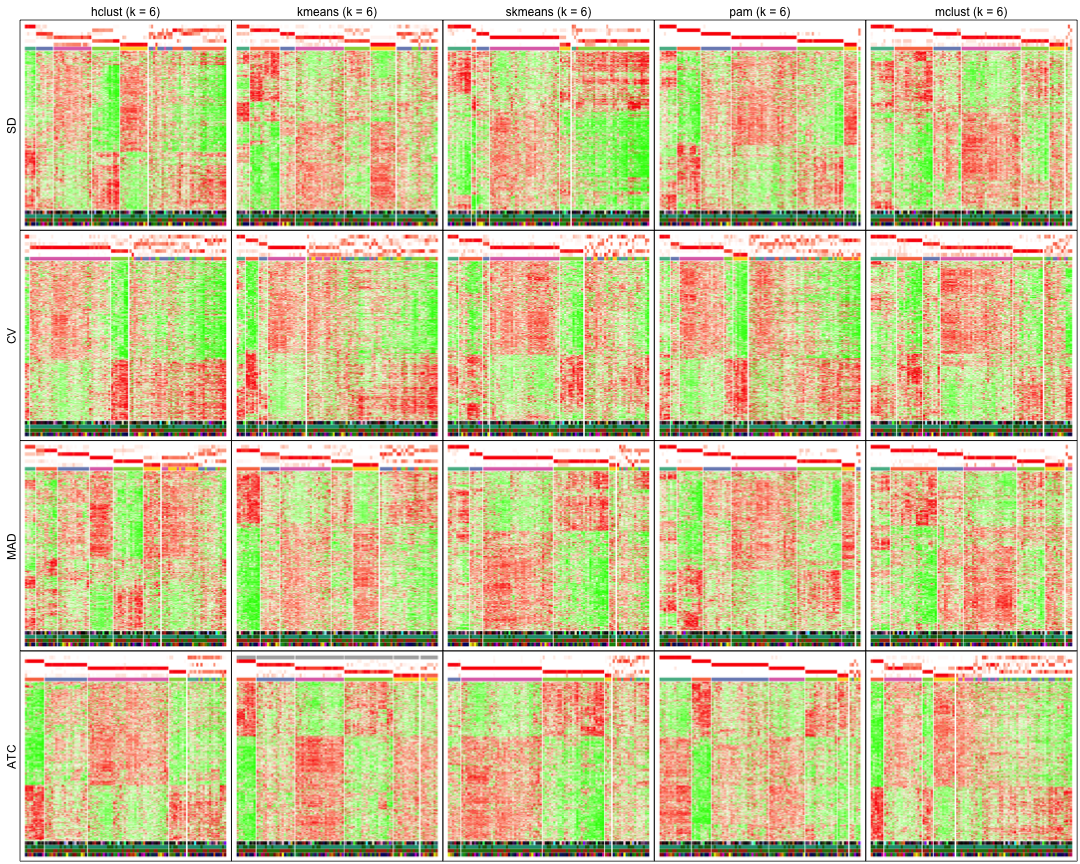 hclust (k = 6) kmeans (k = 6) skmeans (k = 6) pam (k = 6) mclust (k = 6)
SD
CV
MAD
ATC